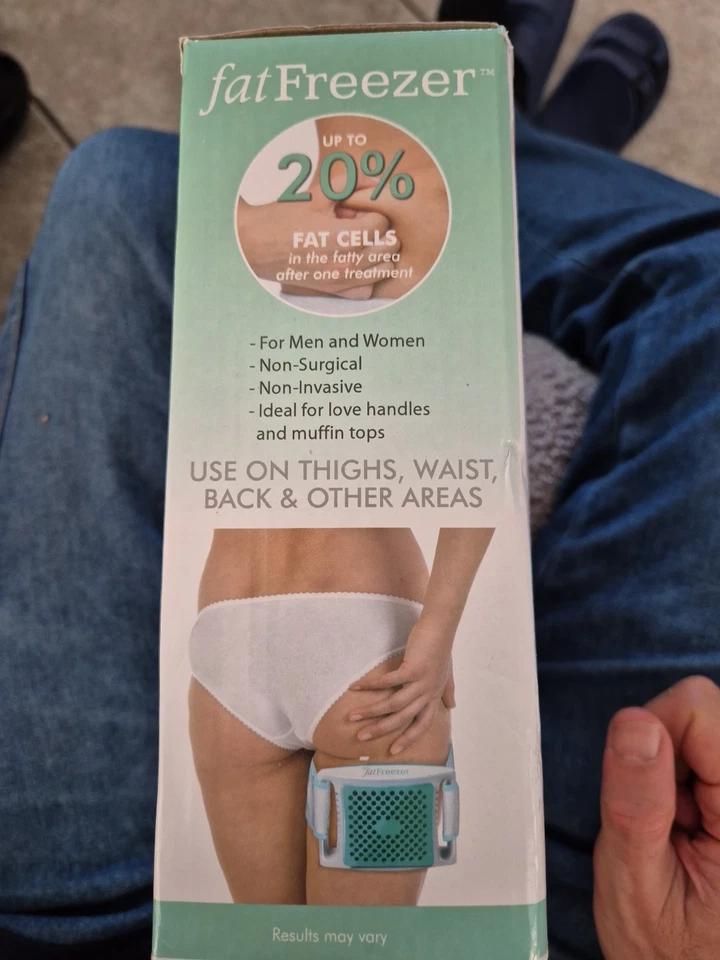 fatFreezer™
UP TO
20%
FAT CELLS
in the fatty area
after one treatment
- For Men and Women
- Non-Surgical
- Non-Invasive
- Ideal for love handles
and muffin tops
USE ON THIGHS, WAIST,
BACK & OTHER AREAS
fatFreezer
Results may vary